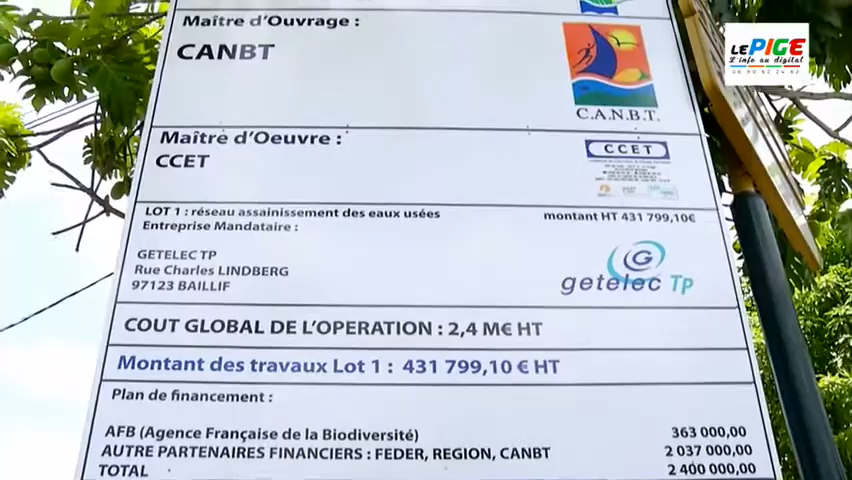 LE PIGE
L'info au digital
Maître d'Ouvrage :
CANBT
C.A.N.B.T.
Maître d'Oeuvre :
CCET
CCET
LOT 1 : réseau assainissement des eaux usées montant HT 431 799,10€
Entreprise Mandataire :
GETELEC TP
Rue Charles LINDBERG
97123 BAILLIF
G
getelec TP
COUT GLOBAL DE L'OPERATION : 2,4 M€ HT
Montant des travaux Lot 1 : 431 799,10 € HT
Plan de financement :
AFB (Agence Française de la Biodiversité) 363 000,00
AUTRE PARTENAIRES FINANCIERS : FEDER, REGION, CANBT 2 037 000,00
TOTAL 2 400 000,00